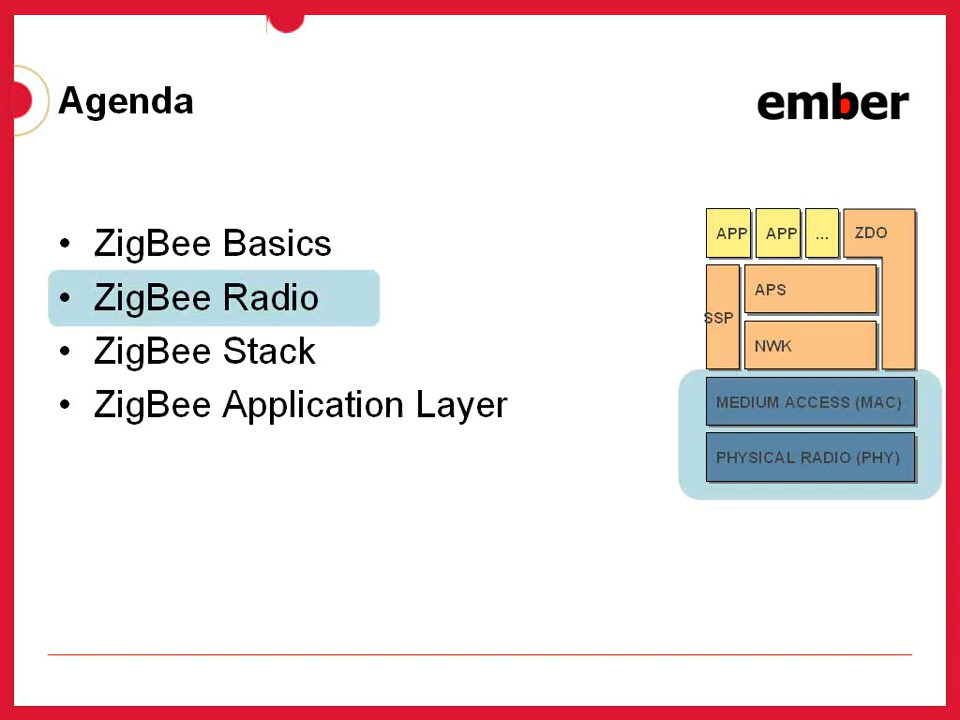 Agenda
ember
• ZigBee Basics
• ZigBee Radio
• ZigBee Stack
• ZigBee Application Layer
APP APP ... ZDO
APS
SSP
NWK
MEDIUM ACCESS (MAC)
PHYSICAL RADIO (PHY)